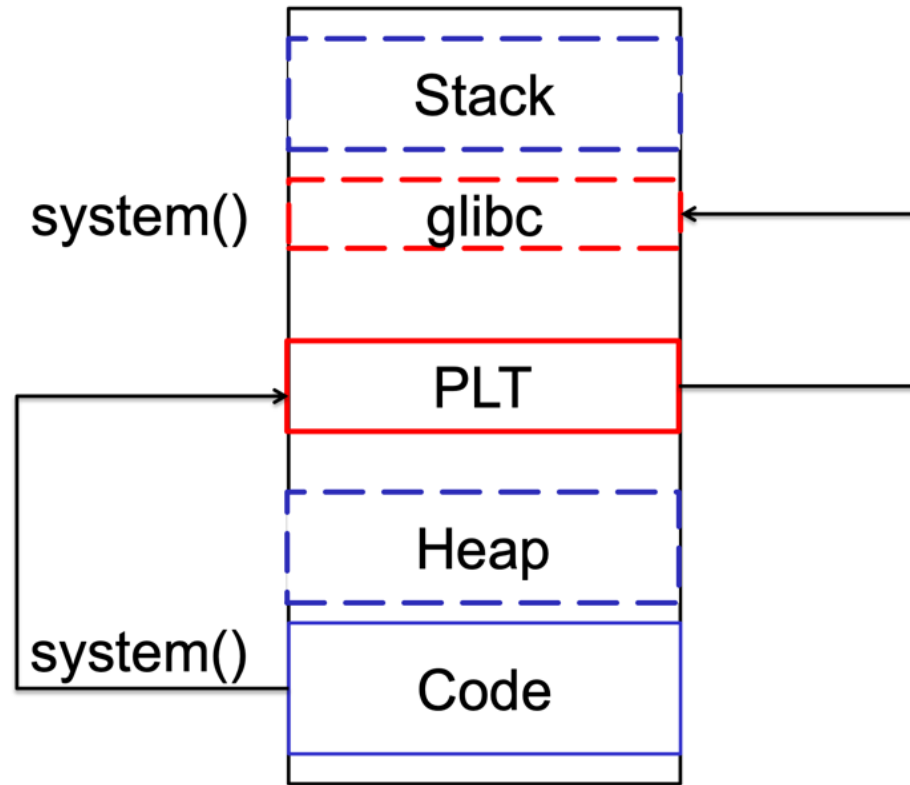 Stack
system()
glibc
PLT
Heap
system()
Code